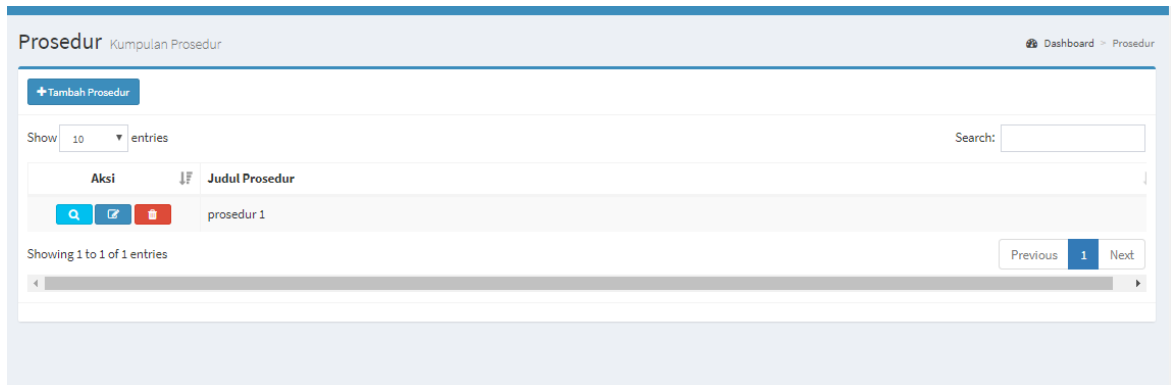 Prosedur Kumpulan Prosedur
Dashboard > Prosedur
Tambah Prosedur
Show 10 entries
Search:
Aksi Judul Prosedur
prosedur 1
Showing 1 to 1 of 1 entries
Previous 1 Next